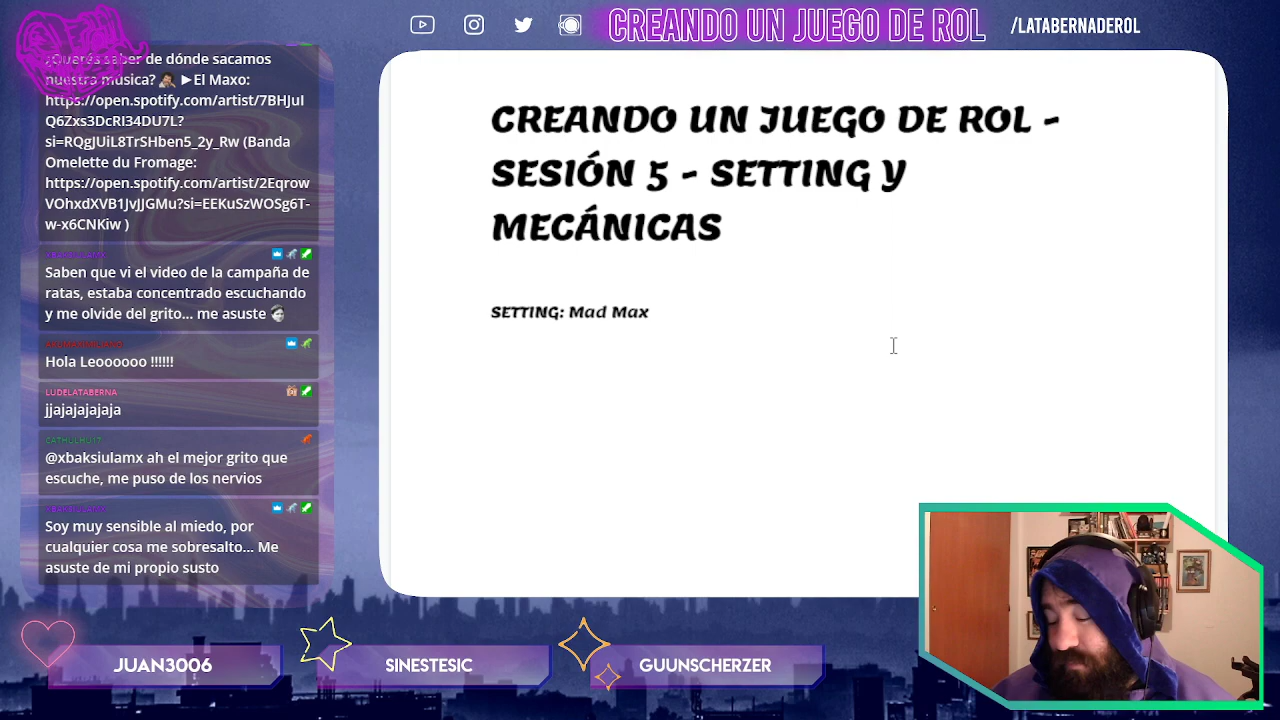 CREANDO UN JUEGO DE ROL
/LATABERNADEROL
¿Querés saber de dónde sacamos
nuestra música? ►El Maxo:
https://open.spotify.com/artist/7BHJuI
Q6Zxs3DcRI34DU7L?
si=RQgJUiL8TrSHben5_2y_Rw (Banda
Omelette du Fromage:
https://open.spotify.com/artist/2Eqrow
VOhxdXVB1JvJJGMu?si=EEKuSzWOSg6T-
w-x6CNKiw )
Saben que vi el video de la campaña de
ratas, estaba concentrado escuchando
y me olvide del grito... me asuste
Hola Leoooooo !!!!!!
LUDELATABERNA
jjajajajajaja
ZATHULHU17
@xbaksiulamx ah el mejor grito que
escuche, me puso de los nervios
Soy muy sensible al miedo, por
cualquier cosa me sobresalto... Me
asuste de mi propio susto
CREANDO UN JUEGO DE ROL -
SESIÓN 5 - SETTING Y
MECÁNICAS
SETTING: Mad Max
JUAN3006
SINESTESIC
GUUNSCHERZER